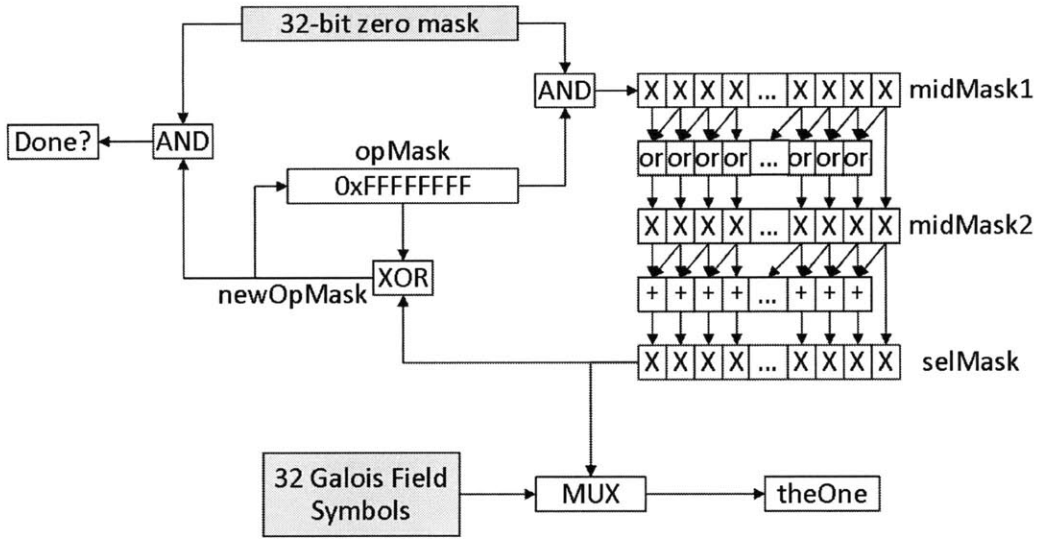 32-bit zero mask
AND
X X X X ... X X X X
midMask1
Done?
AND
opMask
or or or or ... or or or
0xFFFFFFFF
X X X X ... X X X X
midMask2
XOR
newOpMask
+ + + + ... + + +
X X X X ... X X X X
selMask
32 Galois Field
Symbols
MUX
theOne